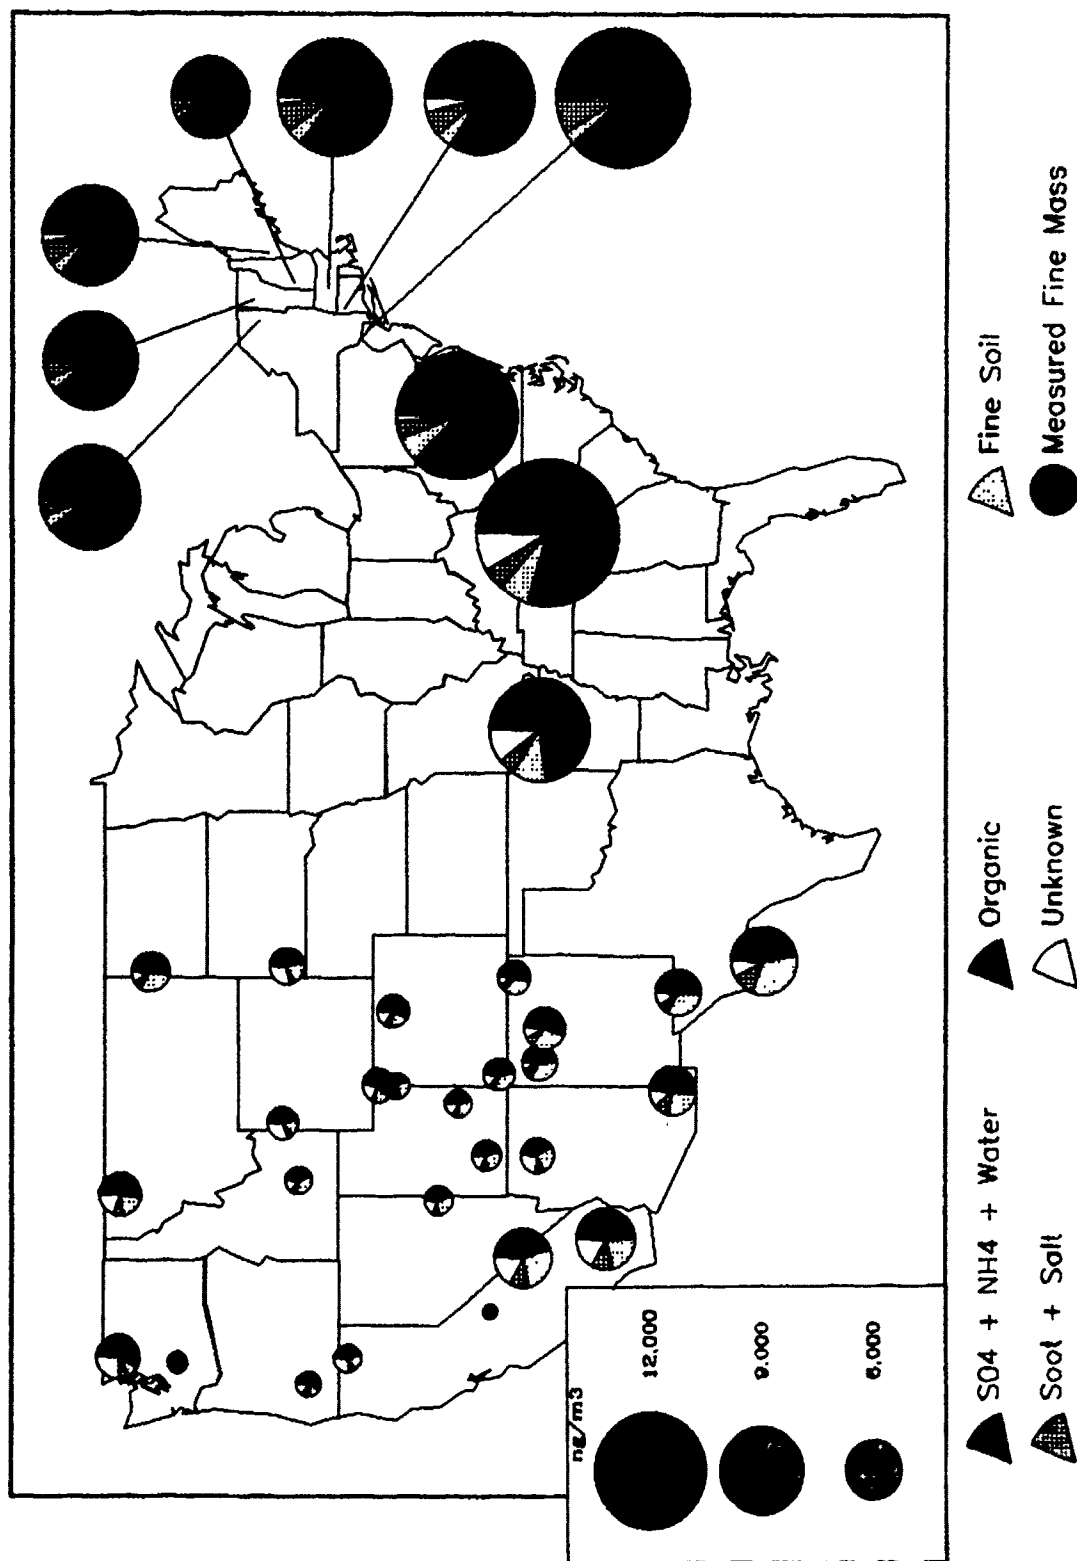 ng/m3
12,000
9,000
6,000
SO4 + NH4 + Water
Organic
Fine Soil
Soot + Salt
Unknown
Measured Fine Mass